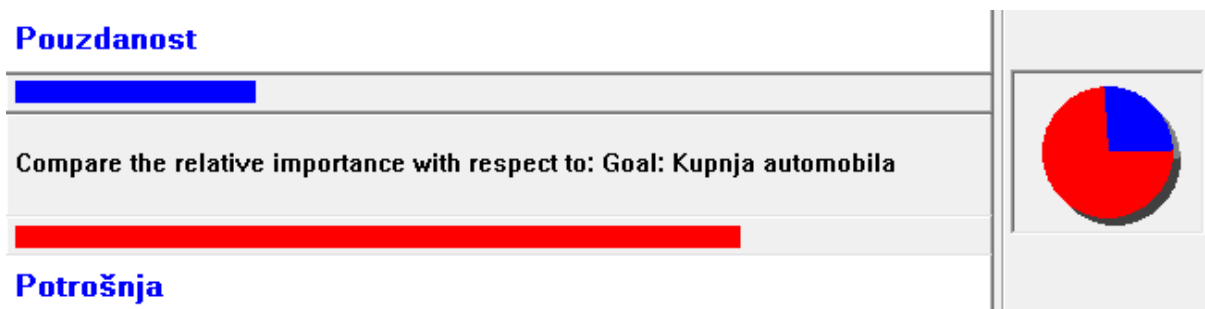 Pouzdanost
Compare the relative importance with respect to: Goal: Kupnja automobila
Potrošnja